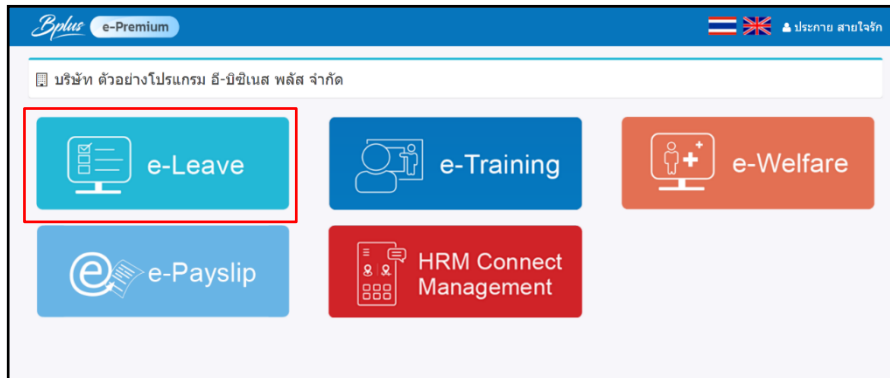 Bplus e-Premium ประกาย สายใจรัก
บริษัท ตัวอย่างโปรแกรม อี-บิซิเนส พลัส จำกัด
e-Leave
e-Training
e-Welfare
e-Payslip
HRM Connect
Management